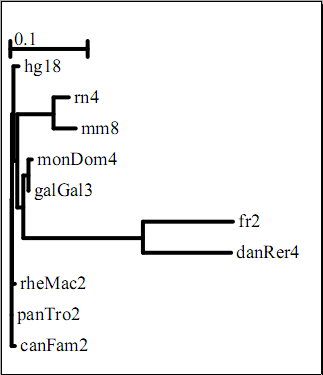 0.1
hg18
rn4
mm8
monDom4
galGal3
fr2
danRer4
rheMac2
panTro2
canFam2